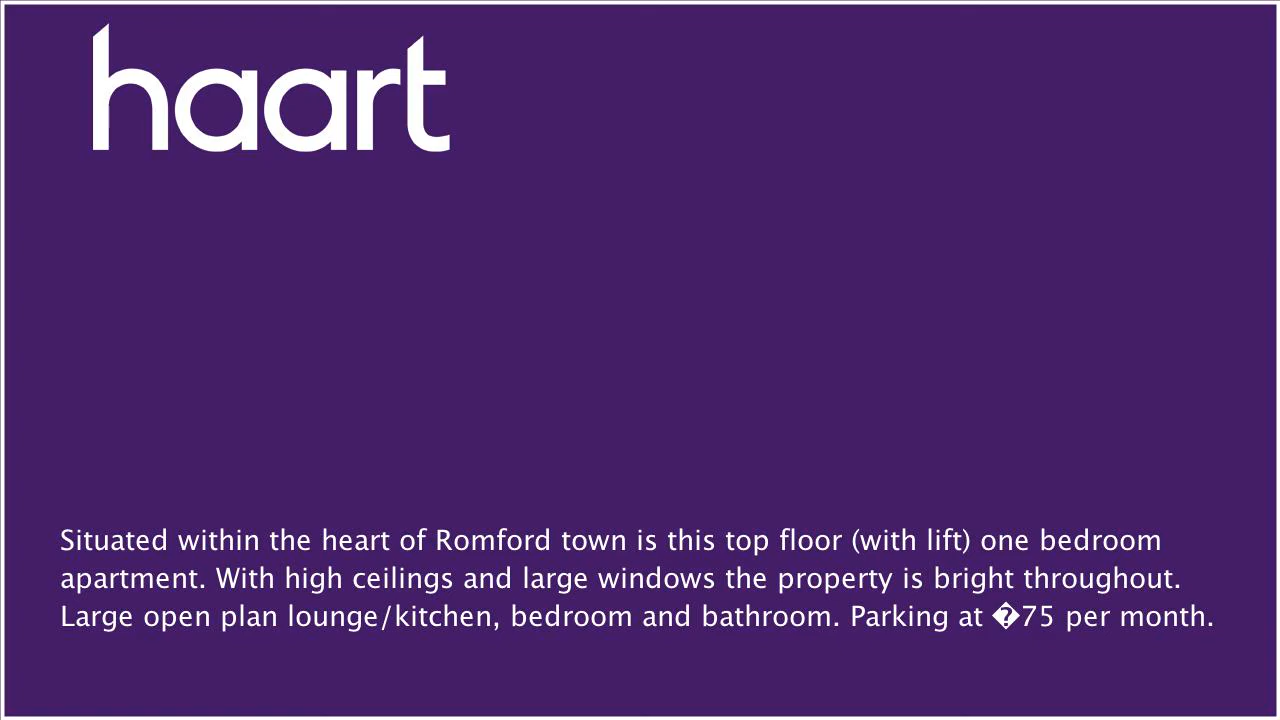 haart
Situated within the heart of Romford town is this top floor (with lift) one bedroom
apartment. With high ceilings and large windows the property is bright throughout.
Large open plan lounge/kitchen, bedroom and bathroom. Parking at �75 per month.